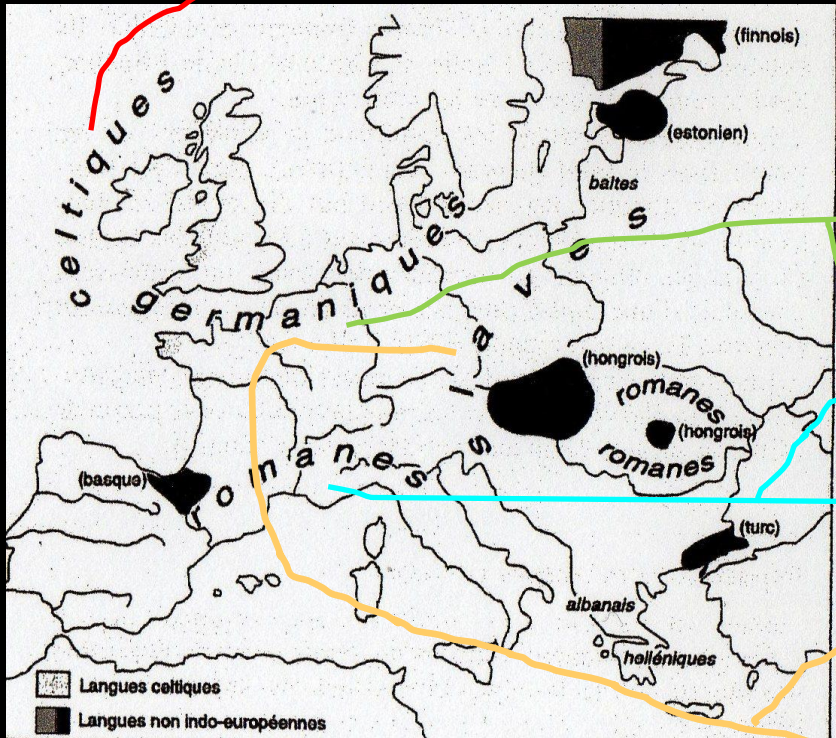 (finnois)
celtiques
(estonien)
baltes
slaves
germaniques
(hongrois)
romanes
(hongrois)
romanes
romanes
(basque)
(turc)
albanais
helléniques
Langues celtiques
Langues non indo-européennes